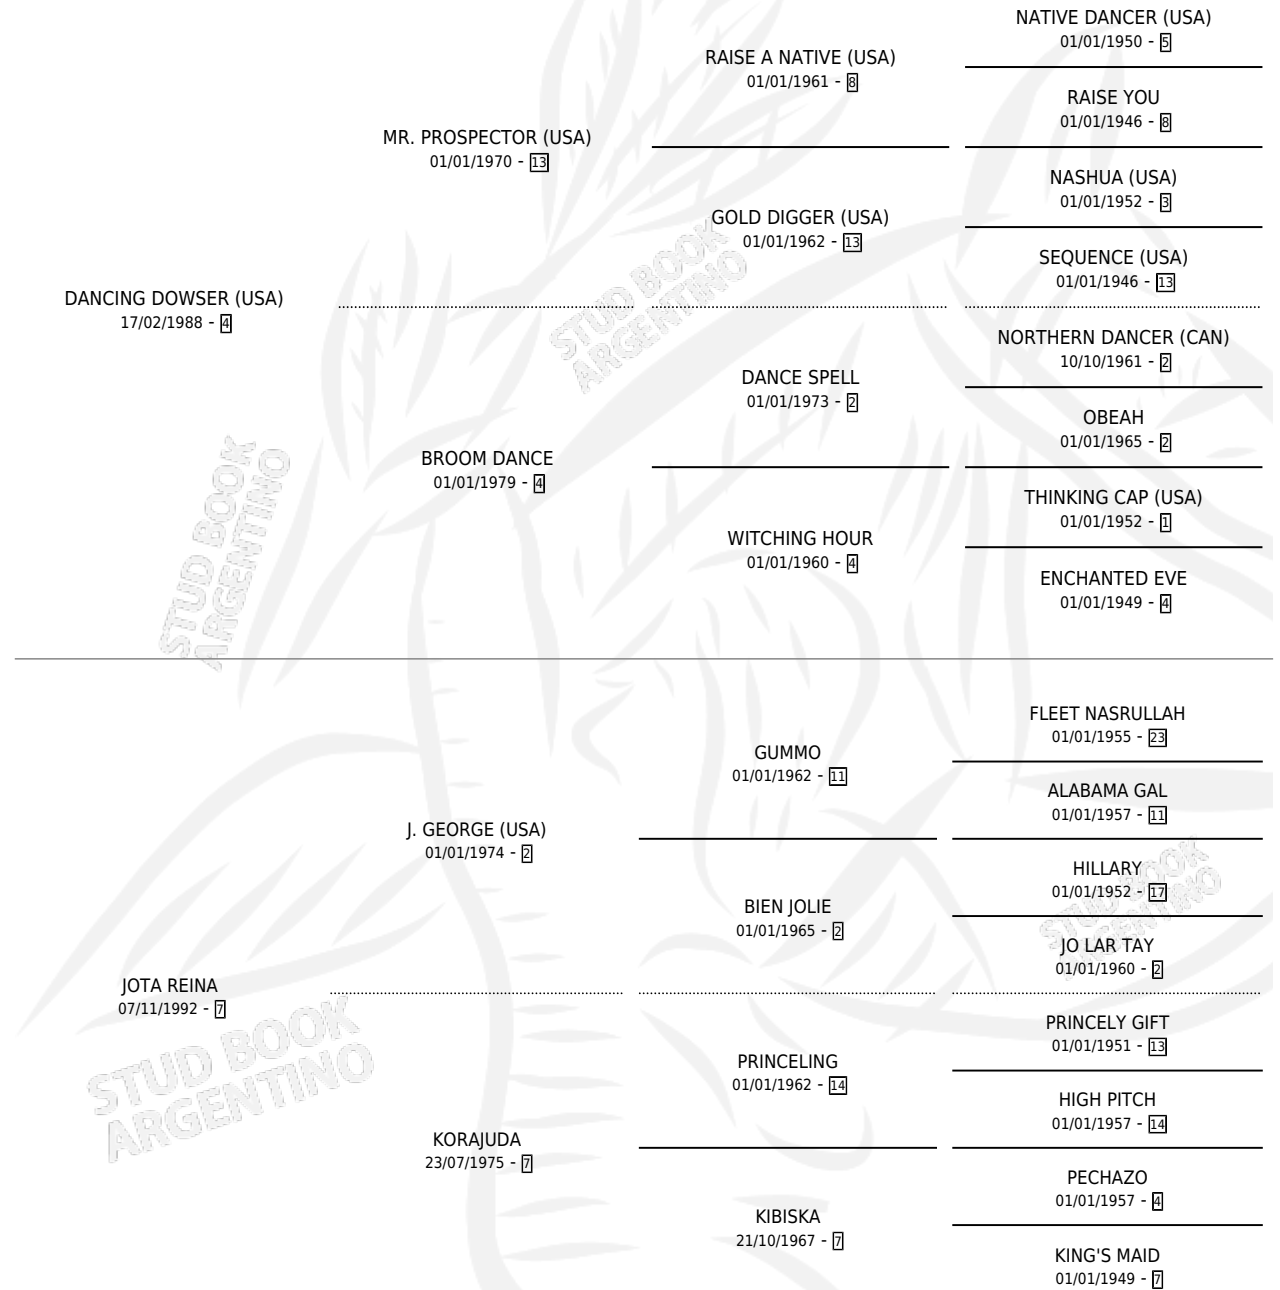 NATIVE DANCER (USA)
01/01/1950 - 5
RAISE A NATIVE (USA)
01/01/1961 - 8
RAISE YOU
01/01/1946 - 8
MR. PROSPECTOR (USA)
01/01/1970 - 13
NASHUA (USA)
01/01/1952 - 3
GOLD DIGGER (USA)
01/01/1962 - 13
SEQUENCE (USA)
01/01/1946 - 13
DANCING DOWSER (USA)
17/02/1988 - 4
NORTHERN DANCER (CAN)
10/10/1961 - 2
DANCE SPELL
01/01/1973 - 2
OBEAH
01/01/1965 - 2
BROOM DANCE
01/01/1979 - 4
THINKING CAP (USA)
01/01/1952 - 1
WITCHING HOUR
01/01/1960 - 4
ENCHANTED EVE
01/01/1949 - 4
FLEET NASRULLAH
01/01/1955 - 23
GUMMO
01/01/1962 - 11
ALABAMA GAL
01/01/1957 - 11
J. GEORGE (USA)
01/01/1974 - 2
HILLARY
01/01/1952 - 17
BIEN JOLIE
01/01/1965 - 2
JO LAR TAY
01/01/1960 - 2
JOTA REINA
07/11/1992 - 7
PRINCELY GIFT
01/01/1951 - 13
PRINCELING
01/01/1962 - 14
HIGH PITCH
01/01/1957 - 14
KORAJUDA
23/07/1975 - 7
PECHAZO
01/01/1957 - 4
KIBISKA
21/10/1967 - 7
KING'S MAID
01/01/1949 - 7
STUD BOOK
ARGENTINO
STUD BOOK
ARGENTINO
STUD BOOK
ARGENTINO
STUD BOOK
ARGENTINO